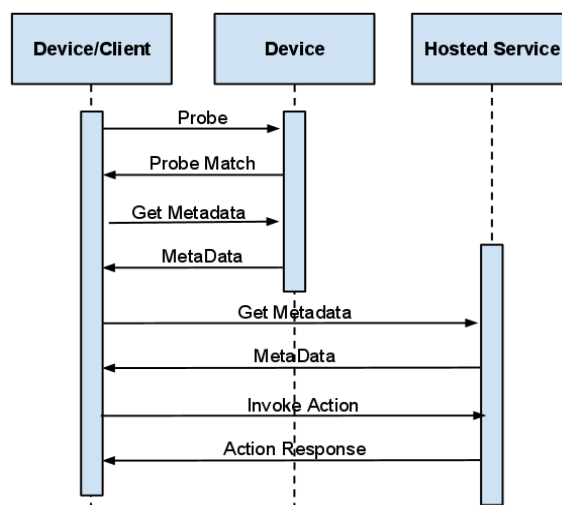 Device/Client
Device
Hosted Service
Probe
Probe Match
Get Metadata
MetaData
Get Metadata
MetaData
Invoke Action
Action Response